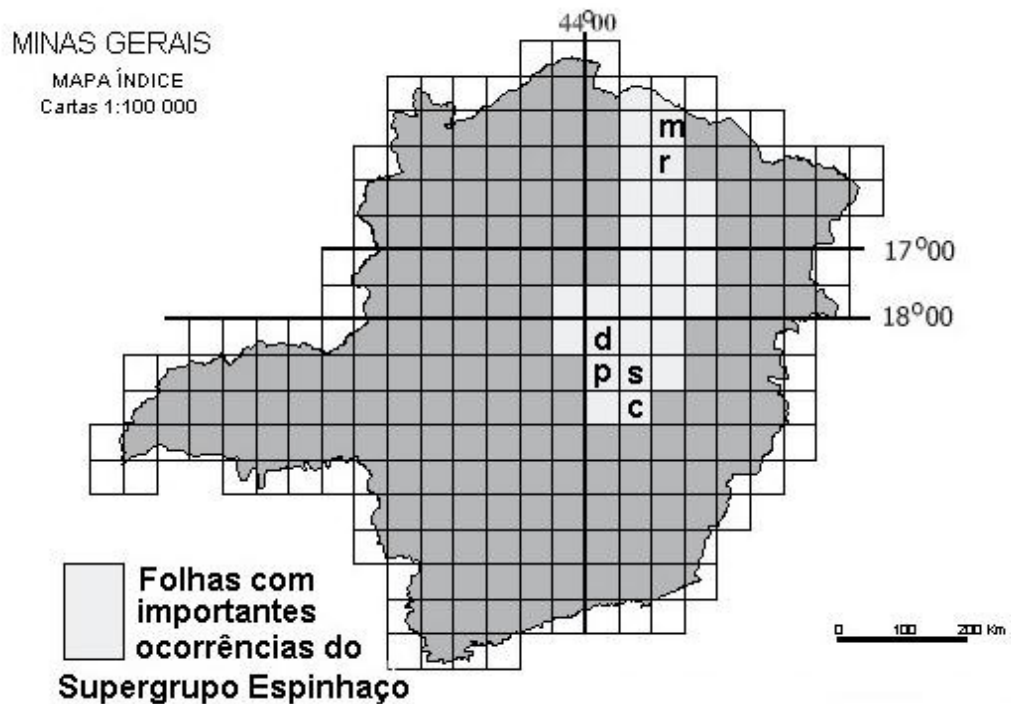 44º00
MINAS GERAIS
MAPA ÍNDICE
Cartas 1:100 000
m
r
17º00
18º00
d
p
s
c
Folhas com
importantes
ocorrências do
Supergrupo Espinhaço
0 100 200 Km